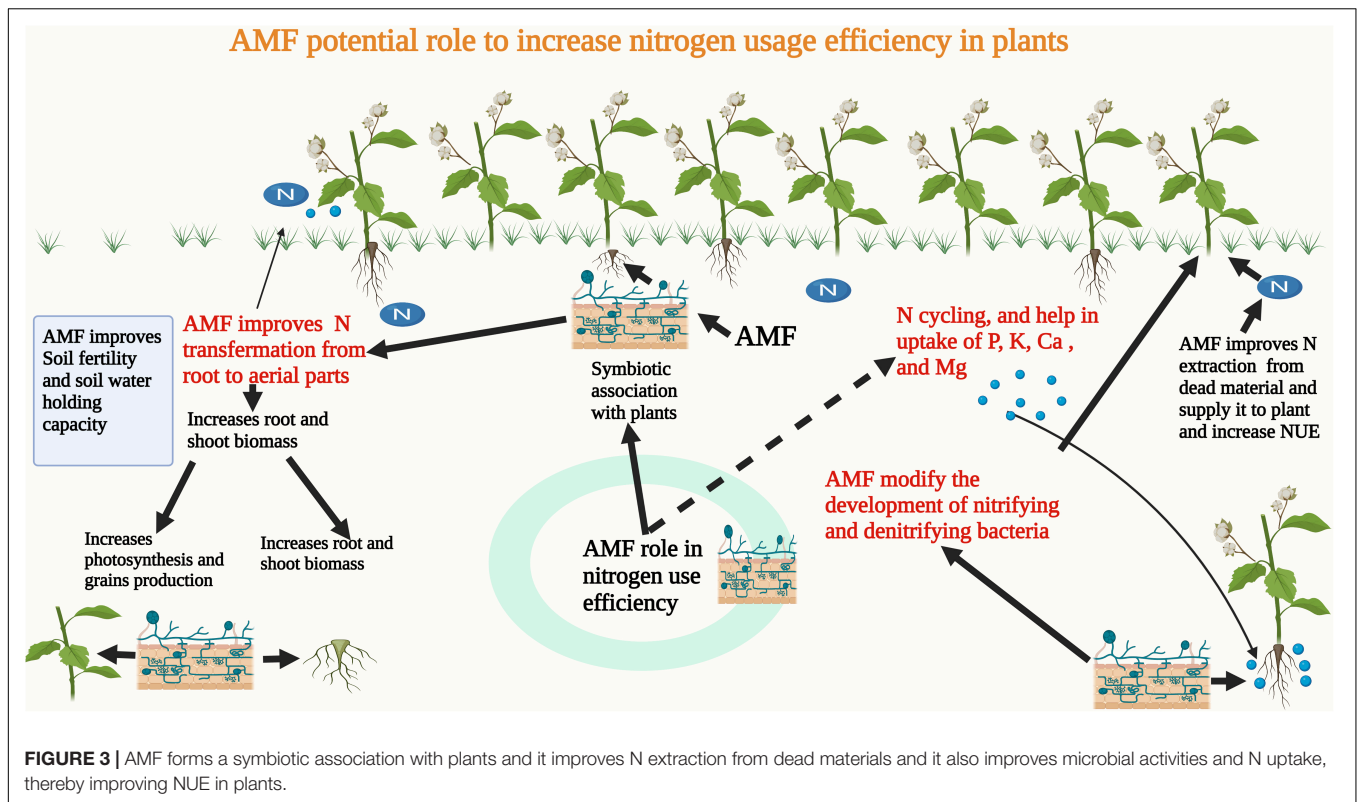 AMF potential role to increase nitrogen usage efficiency in plants
N
N
N
N
AMF improves
Soil fertility
and soil water
holding
capacity
AMF improves N
transfermation from
root to aerial parts
Increases root and
shoot biomass
Increases
photosynthesis and
grains production
Increases root and
shoot biomass
AMF
Symbiotic
association
with plants
AMF role in
nitrogen use
efficiency
N cycling, and help in
uptake of P, K, Ca ,
and Mg
AMF modify the
development of nitrifying
and denitrifying bacteria
AMF improves N
extraction from
dead material and
supply it to plant
and increase NUE
FIGURE 3 | AMF forms a symbiotic association with plants and it improves N extraction from dead materials and it also improves microbial activities and N uptake,
thereby improving NUE in plants.